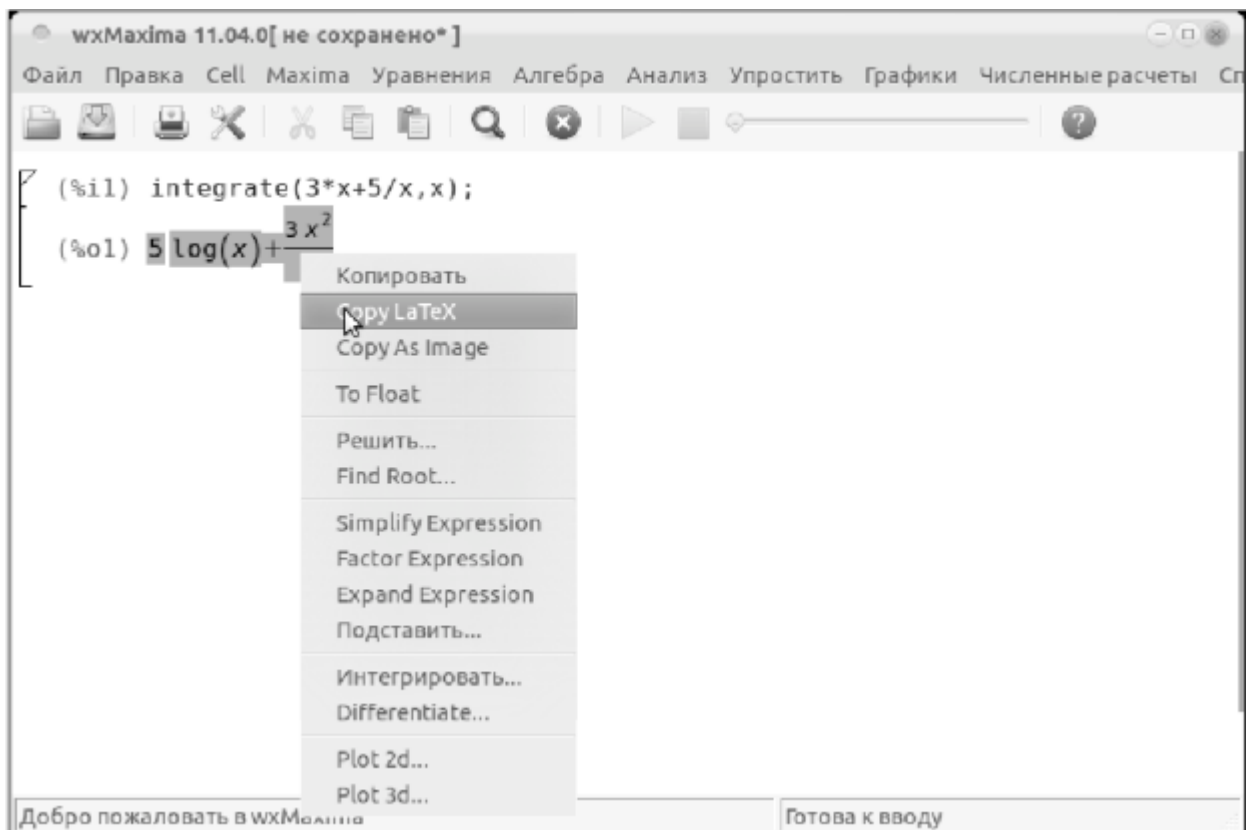 wxMaxima 11.04.0[ не сохранено* ]
Файл Правка Cell Maxima Уравнения Алгебра Анализ Упростить Графики Численные расчеты Сп
(%i1) integrate(3*x+5/x,x);
(%o1) 5 log(x)+3 x²
Копировать
Copy LaTeX
Copy As Image
To Float
Решить...
Find Root...
Simplify Expression
Factor Expression
Expand Expression
Подставить...
Интегрировать...
Differentiate...
Plot 2d...
Plot 3d...
Добро пожаловать в wxMaxima Готова к вводу